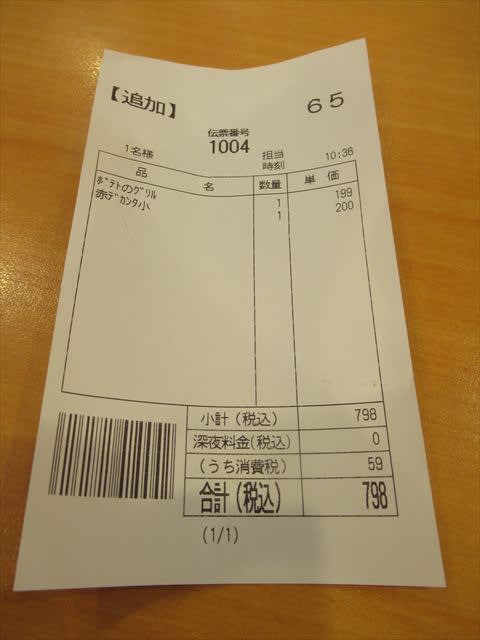 【追加】
65
伝票番号
1004
1名様
担当
時刻
10:36
品 名 数量 単価
ﾎﾟﾃﾄのｸﾞﾘﾙ 1 199
赤ﾃﾞｶﾝﾀ小 1 200
小計(税込) 798
深夜料金(税込) 0
(うち消費税) 59
合計(税込) 798
(1/1)